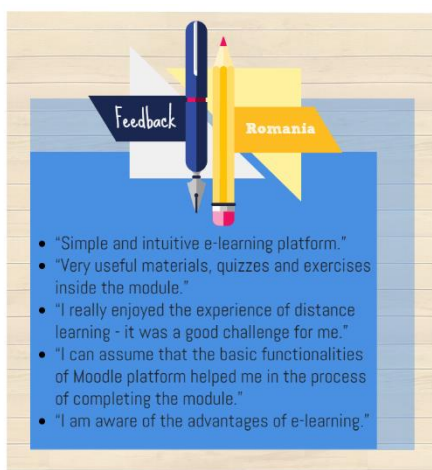 Feedback
Romania
• “Simple and intuitive e-learning platform.”
• “Very useful materials, quizzes and exercises
inside the module.”
• “I really enjoyed the experience of distance
learning - it was a good challenge for me.”
• “I can assume that the basic functionalities
of Moodle platform helped me in the process
of completing the module.”
• “I am aware of the advantages of e-learning.”